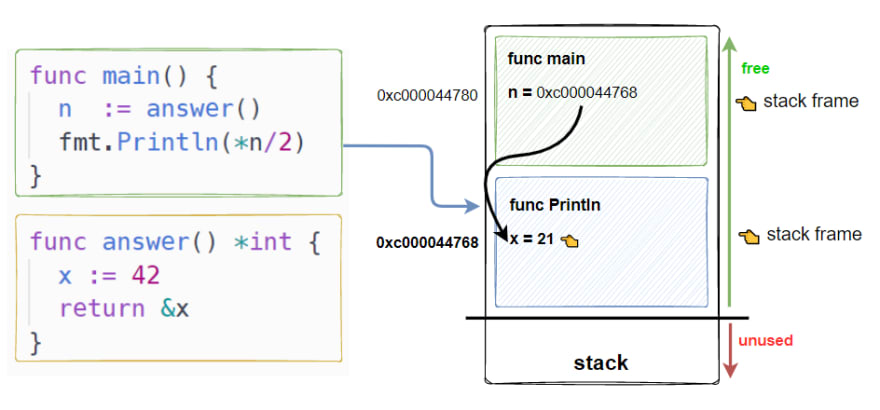 func main() {
n := answer()
fmt.Println(*n/2)
}
func answer() *int {
x := 42
return &x
}
0xc000044780
func main
n = 0xc000044768
free
stack frame
0xc000044768
func Println
x = 21
stack frame
unused
stack